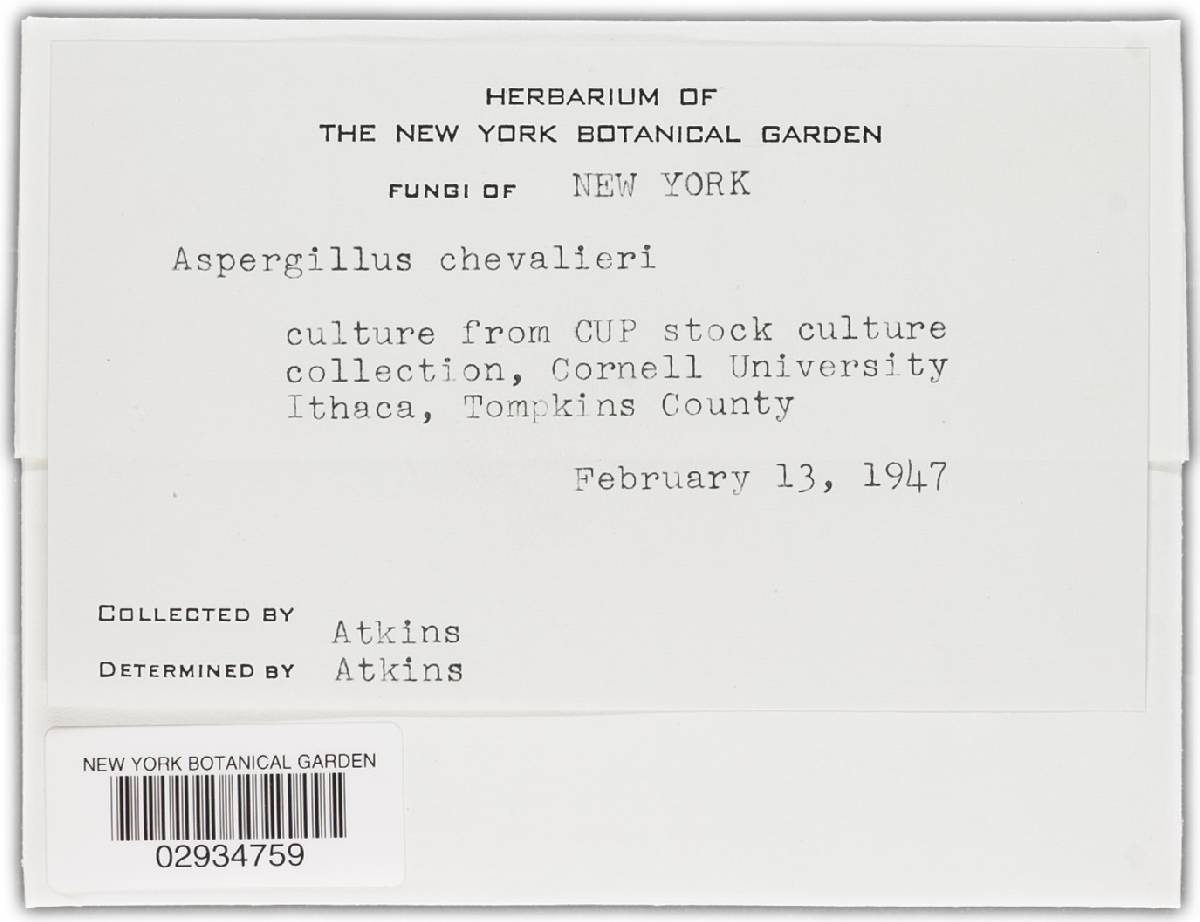 HERBARIUM OF
THE NEW YORK BOTANICAL GARDEN
FUNGI OF NEW YORK
Aspergillus chevalieri
culture from CUP stock culture
collection, Cornell University
Ithaca, Tompkins County
February 13, 1947
COLLECTED BY Atkins
DETERMINED BY Atkins
NEW YORK BOTANICAL GARDEN
02934759